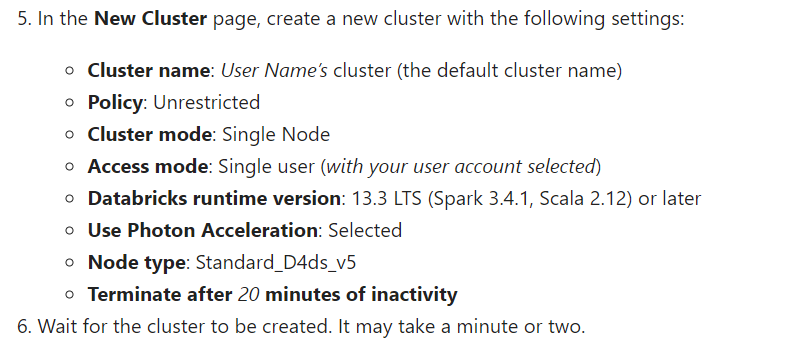 5. In the New Cluster page, create a new cluster with the following settings:
Cluster name: User Name's cluster (the default cluster name)
Policy: Unrestricted
Cluster mode: Single Node
Access mode: Single user (with your user account selected)
Databricks runtime version: 13.3 LTS (Spark 3.4.1, Scala 2.12) or later
Use Photon Acceleration: Selected
Node type: Standard_D4ds_v5
Terminate after 20 minutes of inactivity
6. Wait for the cluster to be created. It may take a minute or two.